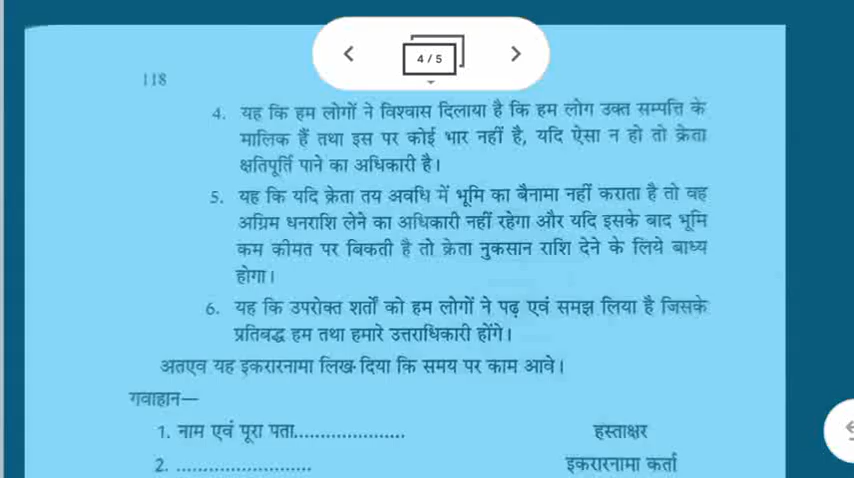 4 / 5
118
4. यह कि हम लोगों ने विश्वास दिलाया है कि हम लोग उक्त सम्पत्ति के
मालिक हैं तथा इस पर कोई भार नहीं है, यदि ऐसा न हो तो क्रेता
क्षतिपूर्ति पाने का अधिकारी है।
5. यह कि यदि क्रेता तय अवधि में भूमि का बैनामा नहीं कराता है तो वह
अग्रिम धनराशि लेने का अधिकारी नहीं रहेगा और यदि इसके बाद भूमि
कम कीमत पर बिकती है तो क्रेता नुकसान राशि देने के लिये बाध्य
होगा।
6. यह कि उपरोक्त शर्तों को हम लोगों ने पढ़ एवं समझ लिया है जिसके
प्रतिबद्ध हम तथा हमारे उत्तराधिकारी होंगे।
अतएव यह इकरारनामा लिख दिया कि समय पर काम आवे।
गवाहान—
1. नाम एवं पूरा पता..................... हस्ताक्षर
2. ......................... इकरारनामा कर्ता